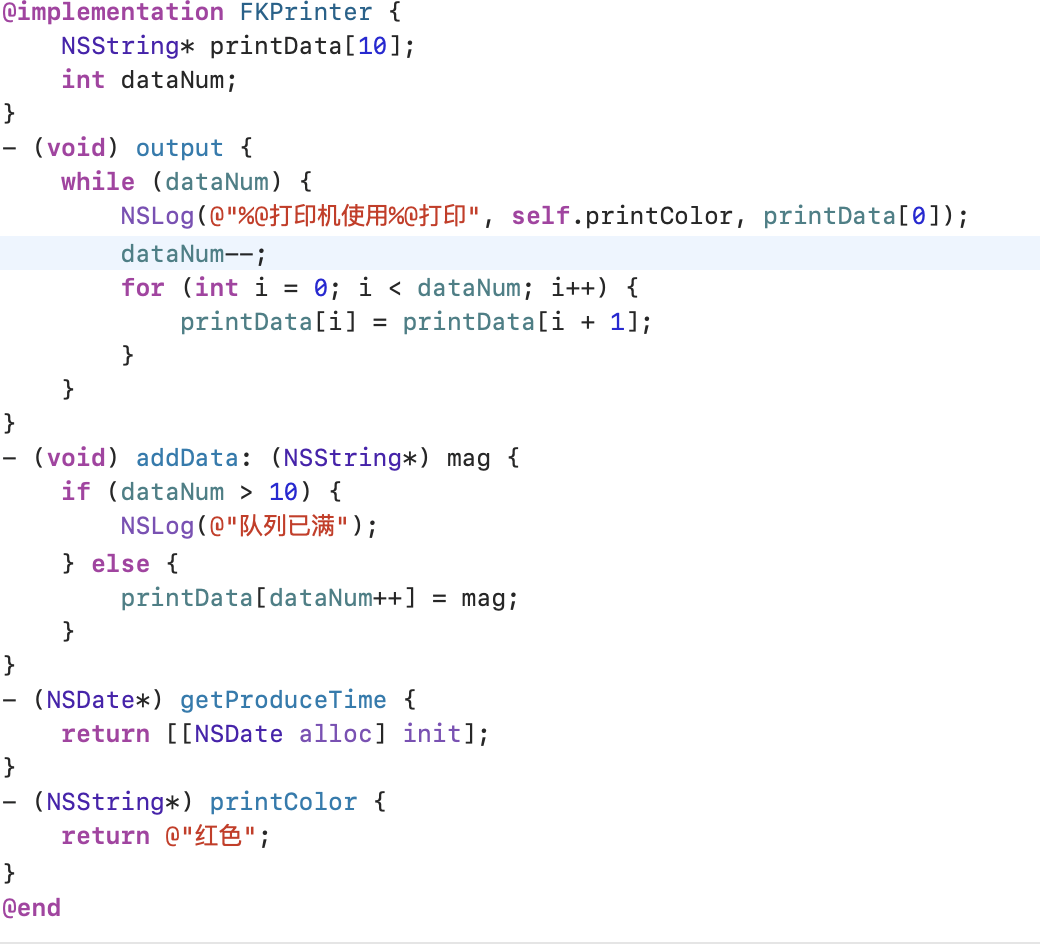 @implementation FKPrinter {
    NSString* printData[10];
    int dataNum;
}
- (void) output {
    while (dataNum) {
        NSLog(@"%@打印机使用%@打印", self.printColor, printData[0]);
        dataNum--;
        for (int i = 0; i < dataNum; i++) {
            printData[i] = printData[i + 1];
        }
    }
}
- (void) addData: (NSString*) mag {
    if (dataNum > 10) {
        NSLog(@"队列已满");
    } else {
        printData[dataNum++] = mag;
    }
}
- (NSDate*) getProduceTime {
    return [[NSDate alloc] init];
}
- (NSString*) printColor {
    return @"红色";
}
@end